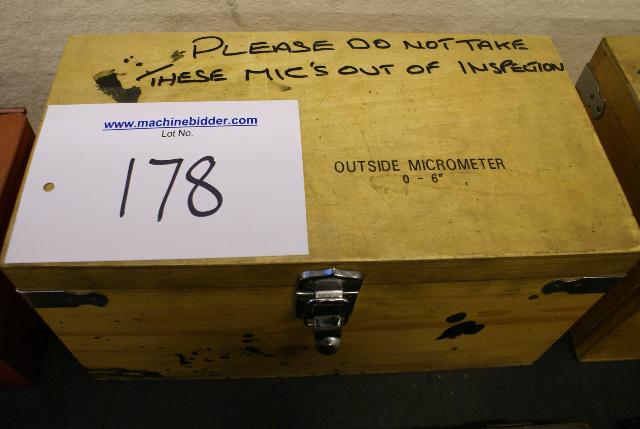 PLEASE DO NOT TAKE
THESE MIC'S OUT OF INSPECTION
www.machinebidder.com
Lot No.
178
OUTSIDE MICROMETER
0 - 6"